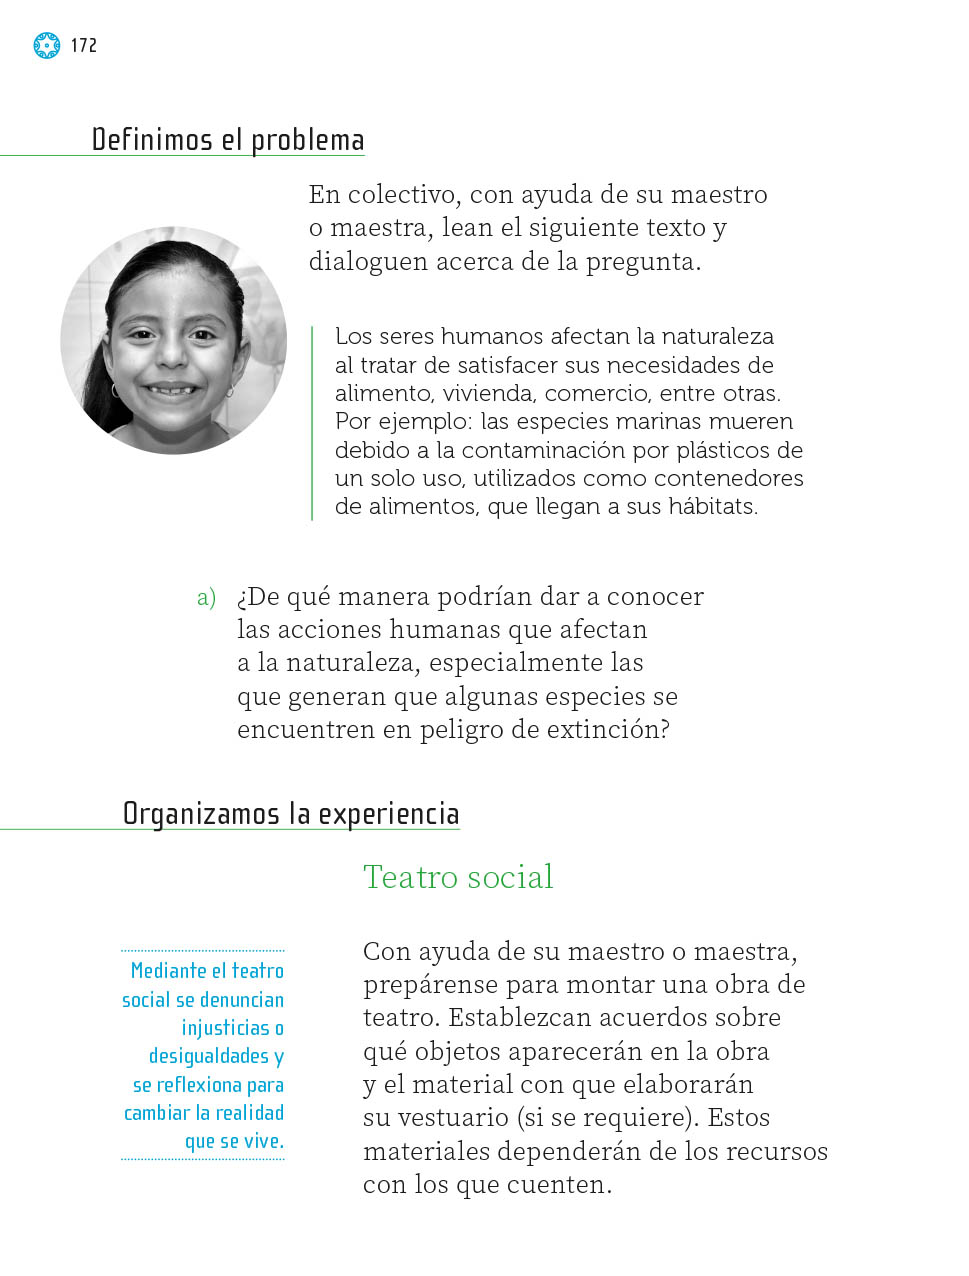 172
Definimos el problema
En colectivo, con ayuda de su maestro
o maestra, lean el siguiente texto y
dialoguen acerca de la pregunta.
Los seres humanos afectan la naturaleza
al tratar de satisfacer sus necesidades de
alimento, vivienda, comercio, entre otras.
Por ejemplo: las especies marinas mueren
debido a la contaminación por plásticos de
un solo uso, utilizados como contenedores
de alimentos, que llegan a sus hábitats.
a) ¿De qué manera podrían dar a conocer
las acciones humanas que afectan
a la naturaleza, especialmente las
que generan que algunas especies se
encuentren en peligro de extinción?
Organizamos la experiencia
Teatro social
Mediante el teatro
social se denuncian
injusticias o
desigualdades y
se reflexiona para
cambiar la realidad
que se vive.
Con ayuda de su maestro o maestra,
prepárense para montar una obra de
teatro. Establezcan acuerdos sobre
qué objetos aparecerán en la obra
y el material con que elaborarán
su vestuario (si se requiere). Estos
materiales dependerán de los recursos
con los que cuenten.